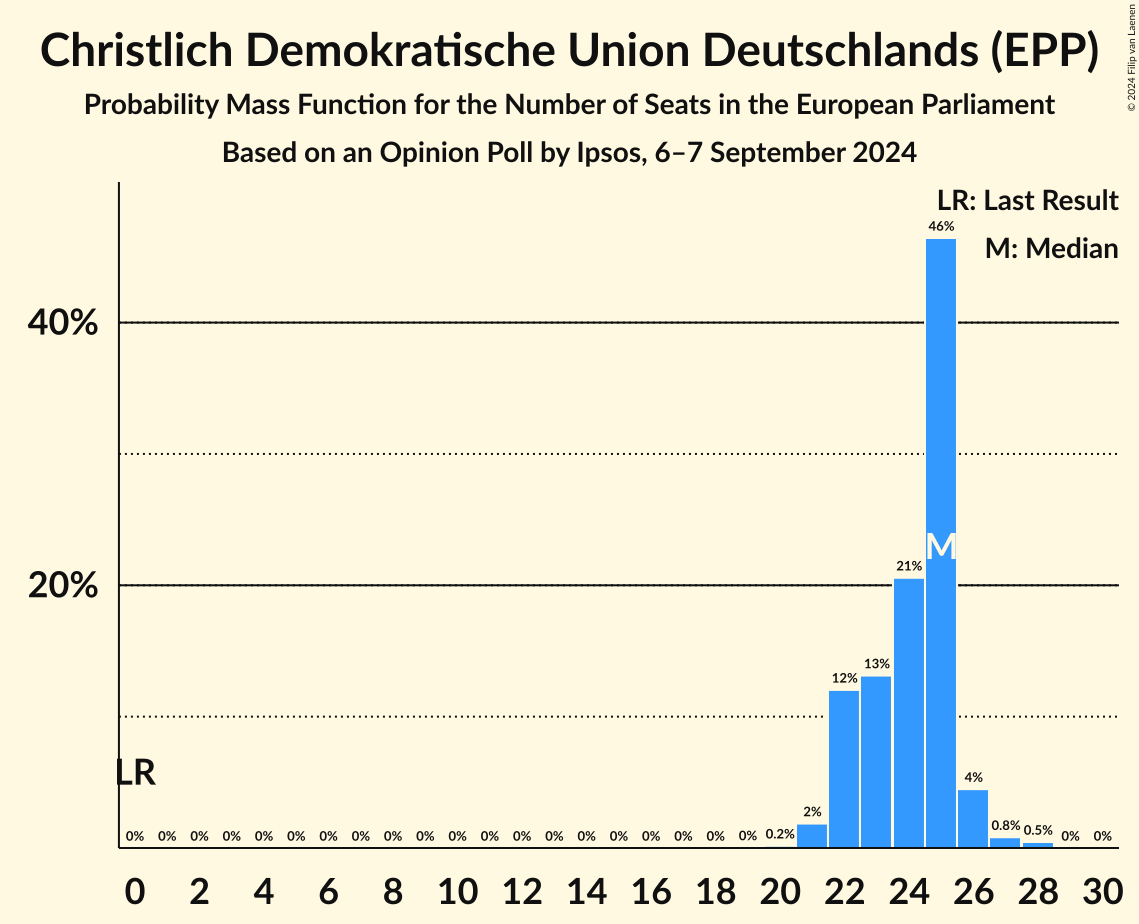 Christlich Demokratische Union Deutschlands (EPP)
Probability Mass Function for the Number of Seats in the European Parliament
Based on an Opinion Poll by Ipsos, 6–7 September 2024
© 2024 Filip van Laenen
LR: Last Result
M: Median
46%
40%
M
21%
20%
13%
12%
LR
4%
2%
0% 0% 0% 0% 0% 0% 0% 0% 0% 0% 0% 0% 0% 0% 0% 0% 0% 0% 0% 0% 0.2% 0.8% 0.5% 0% 0%
0 2 4 6 8 10 12 14 16 18 20 22 24 26 28 30